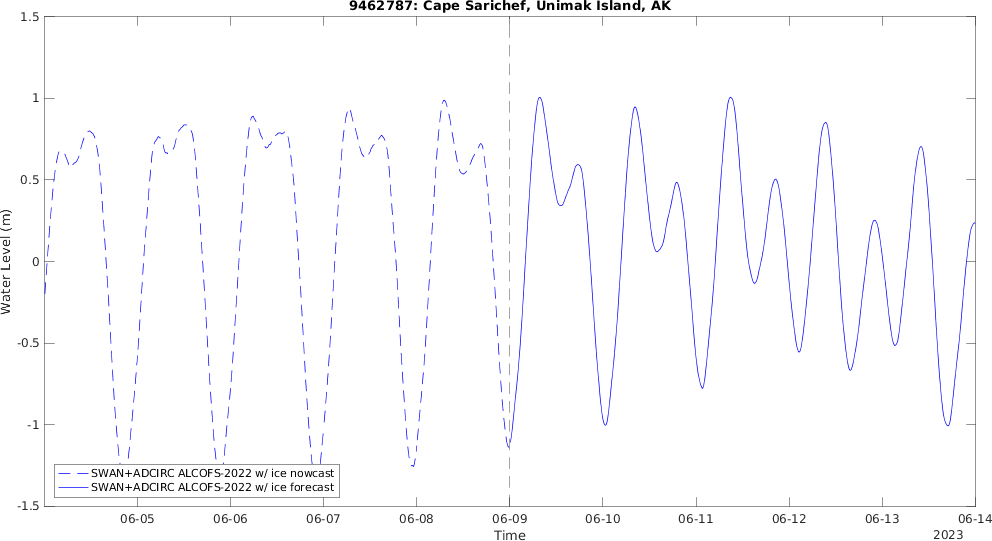 9462787: Cape Sarichef, Unimak Island, AK
1.5
1
0.5
0
-0.5
-1
-1.5
Water Level (m)
SWAN+ADCIRC ALCOFS-2022 w/ ice nowcast
SWAN+ADCIRC ALCOFS-2022 w/ ice forecast
06-05 06-06 06-07 06-08 06-09 06-10 06-11 06-12 06-13 06-14
Time
2023